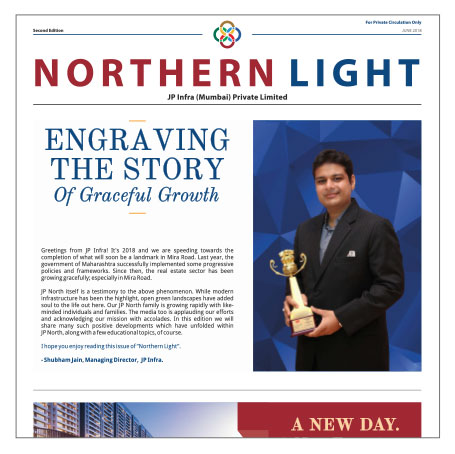 For Private Circulation Only
Second Edition
JUNE 2018
NORTHERN LIGHT
JP Infra (Mumbai) Private Limited
ENGRAVING
THE STORY
Of Graceful Growth
Greetings from JP Infra! It's 2018 and we are speeding towards the
completion of what will soon be a landmark in Mira Road. Last year, the
government of Maharashtra successfully implemented some progressive
policies and frameworks. Since then, the real estate sector has been
growing gracefully; especially in Mira Road.
JP North itself is a testimony to the above phenomenon. While modern
infrastructure has been the highlight, open green landscapes have added
soul to the life out here. Our JP North family is growing rapidly with like-
minded individuals and families. The media too is applauding our efforts
and acknowledging our mission with accolades. In this edition we will
share many such positive developments which have unfolded within
JP North, along with a few educational topics, of course.
I hope you enjoy reading this issue of "Northern Light".
- Shubham Jain, Managing Director, JP Infra.
A NEW DAY.